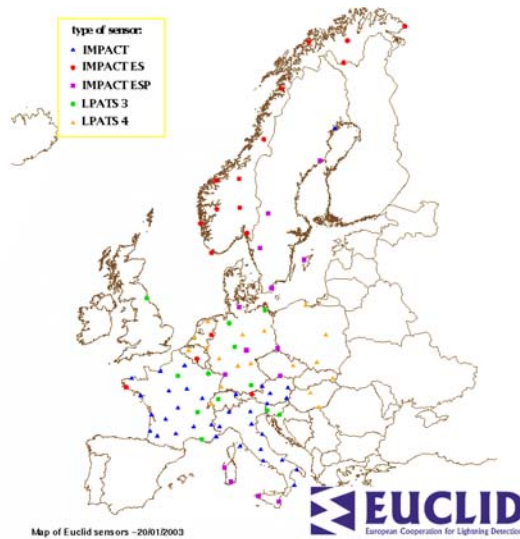 type of sensor:
IMPACT
IMPACT ES
IMPACT ESP
LPATS 3
LPATS 4
Map of Euclid sensors -20/01/2003
EUCLID
European Cooperation for Lightning Detection